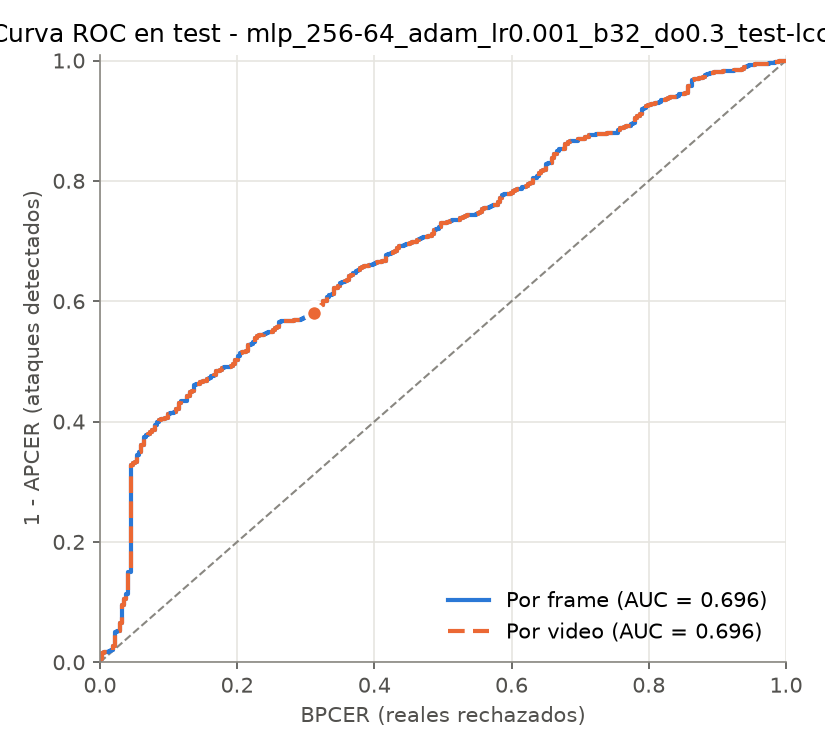 Curva ROC en test - mlp_256-64_adam_lr0.001_b32_do0.3_test-lcc
1.0
0.8
0.6
0.4
0.2
0.0
1 - APCER (ataques detectados)
Por frame (AUC = 0.696)
Por video (AUC = 0.696)
0.0 0.2 0.4 0.6 0.8 1.0
BPCER (reales rechazados)